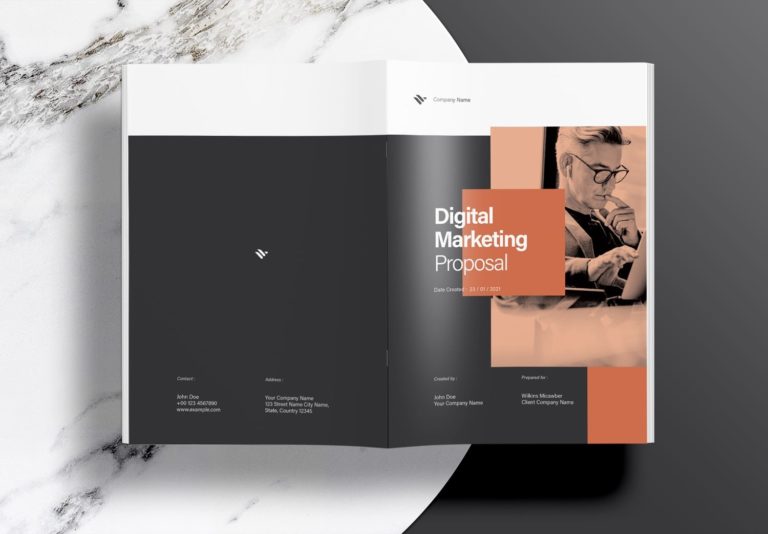 Company Name
Digital
Marketing
Proposal
Date Created : 23 / 01 / 2021
Created by :
John Doe
Your Company Name
Prepared for :
Wilkins Micawber
Client Company Name
Contact :
John Doe
+00 123 4567890
www.example.com
Address :
Your Company Name
123 Street Name City Name,
State, Country 12345